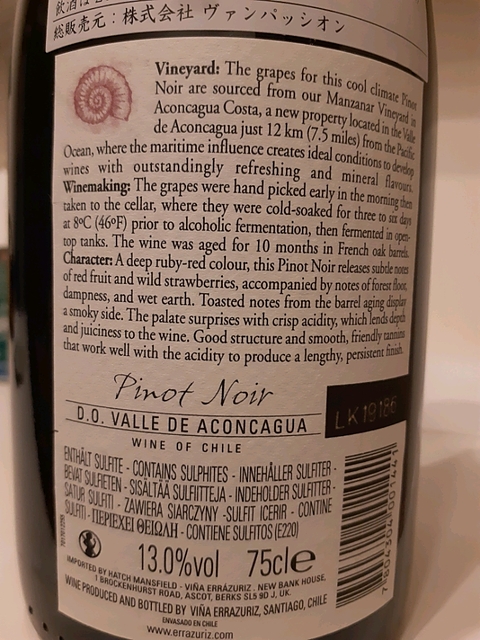 総販売元：株式会社 ヴァンパッシオン
Vineyard: The grapes for this cool climate Pinot
Noir are sourced from our Manzanar Vineyard in
Aconcagua Costa, a new property located in the Valle
de Aconcagua just 12 km (7.5 miles) from the Pacific
Ocean, where the maritime influence creates ideal conditions to develop
wines with outstandingly refreshing and mineral flavours.
Winemaking: The grapes were hand picked early in the morning then
taken to the cellar, where they were cold-soaked for three to six days
at 8ºC (46ºF) prior to alcoholic fermentation, then fermented in open-
top tanks. The wine was aged for 10 months in French oak barrels.
Character: A deep ruby-red colour, this Pinot Noir releases subtle notes
of red fruit and wild strawberries, accompanied by notes of forest floor,
dampness, and wet earth. Toasted notes from the barrel aging display
a smoky side. The palate surprises with crisp acidity, which lends depth
and juiciness to the wine. Good structure and smooth, friendly tannins
that work well with the acidity to produce a lengthy, persistent finish.
Pinot Noir
D.O. VALLE DE ACONCAGUA
WINE OF CHILE
LK19186
ENTHÄLT SULFITE - CONTAINS SULPHITES - INNEHÅLLER SULFITER -
BEVAT SULFIETEN - SISÄLTÄÄ SULFIITTEJA - INDEHOLDER SULFITTER -
SATUR SULFITI - ZAWIERA SIARCZYNY -SULFIT ICERIR - CONTINE
SULFITI - ΠΕΡΙΕΧΕΙ ΘΕΙΩΔΗ - CONTIENE SULFITOS (E220)
13.0%vol 75cl e
IMPORTED BY HATCH MANSFIELD - VIÑA ERRÁZURIZ . NEW BANK HOUSE,
1 BROCKENHURST ROAD, ASCOT, BERKS SL5 9D J, UK.
WINE PRODUCED AND BOTTLED BY VIÑA ERRAZURIZ, SANTIAGO, CHILE
ENVASADO EN CHILE
www.errazuriz.com